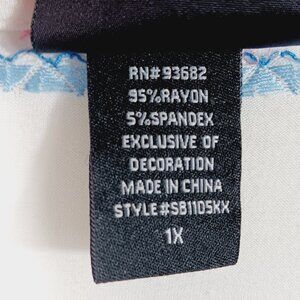 RN# 93682
95%RAYON
5%SPANDEX
EXCLUSIVE OF
DECORATION
MADE IN CHINA
STYLE#SB1105KX
1X